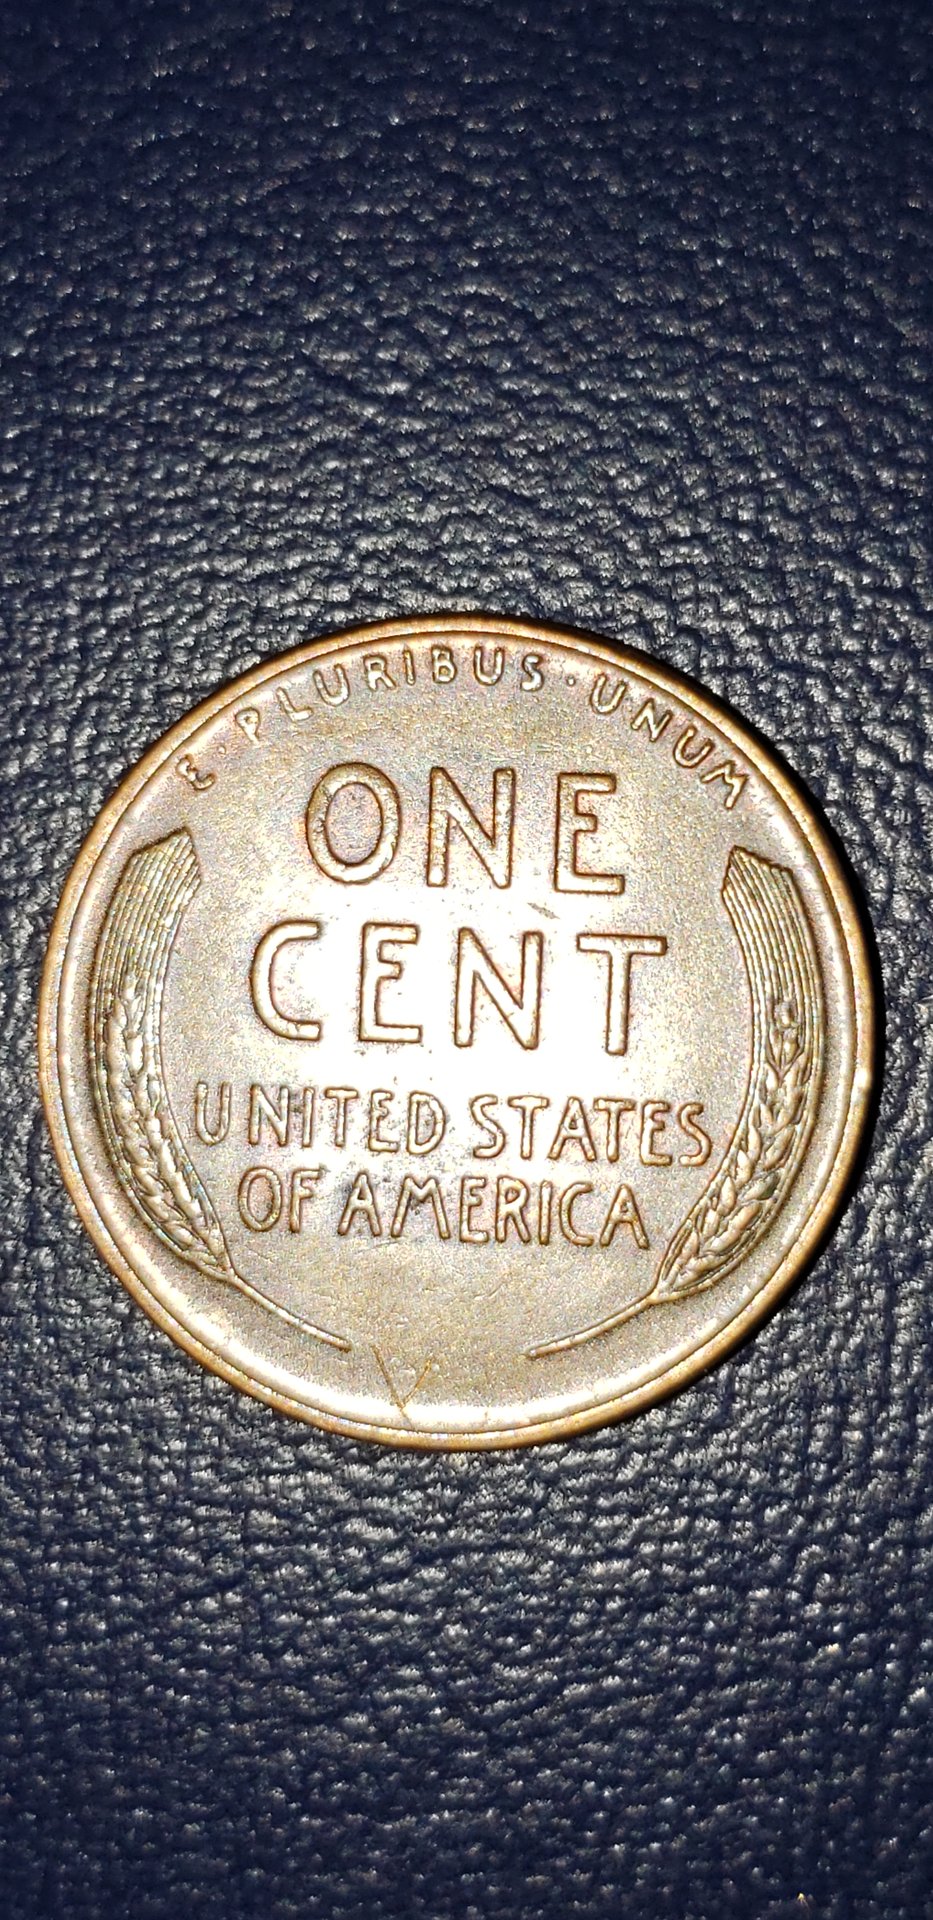 E · PLURIBUS · UNUM
ONE
CENT
UNITED STATES
OF AMERICA